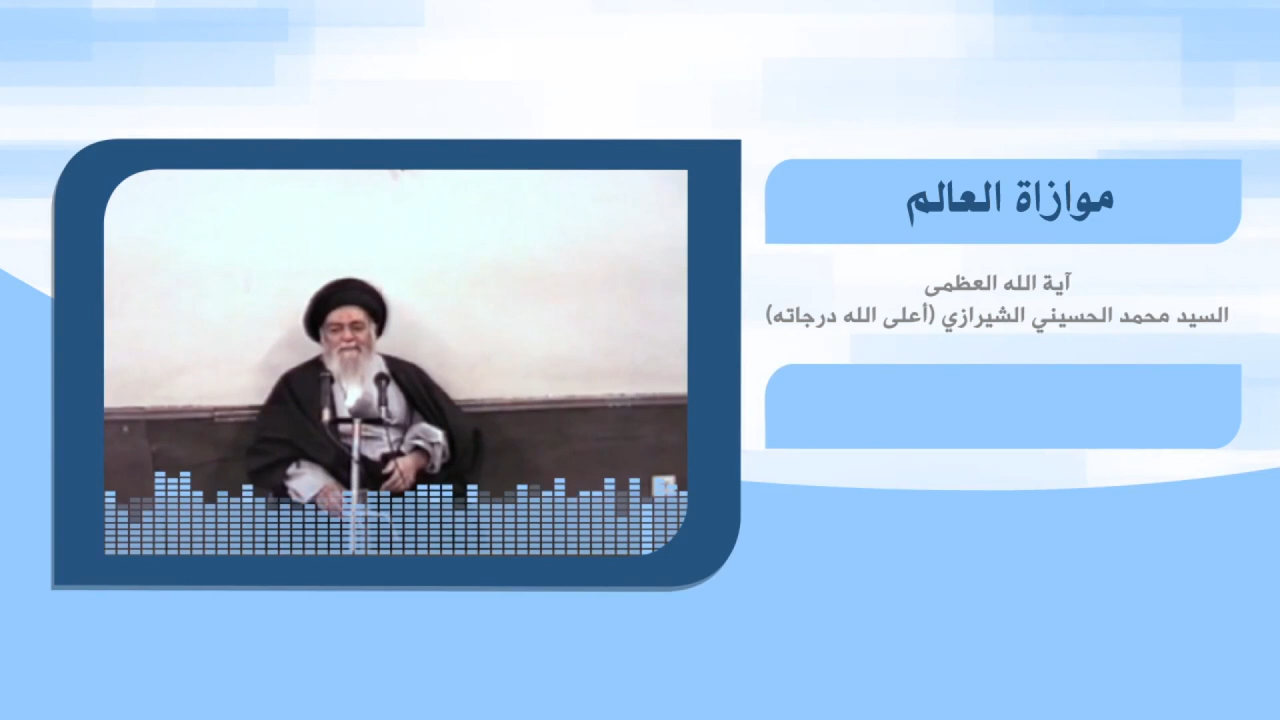 موازاة العالم
آية الله العظمى
السيد محمد الحسيني الشيرازي (أعلى الله درجاته)